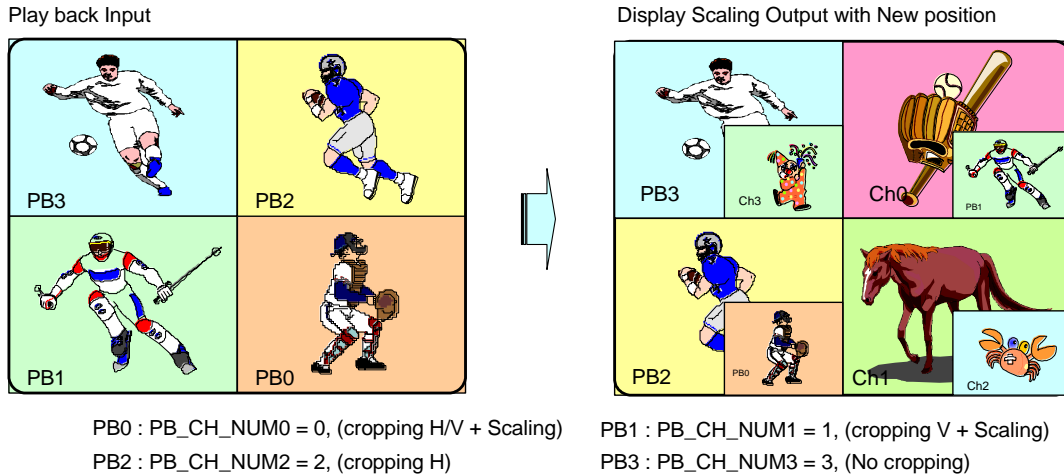 Play back Input
Display Scaling Output with New position
PB3
PB2
PB1
PB0
PB3
Ch3
Ch0
PB1
PB2
PB0
Ch1
Ch2
PB0 : PB_CH_NUM0 = 0, (cropping H/V + Scaling)
PB1 : PB_CH_NUM1 = 1, (cropping V + Scaling)
PB2 : PB_CH_NUM2 = 2, (cropping H)
PB3 : PB_CH_NUM3 = 3, (No cropping)